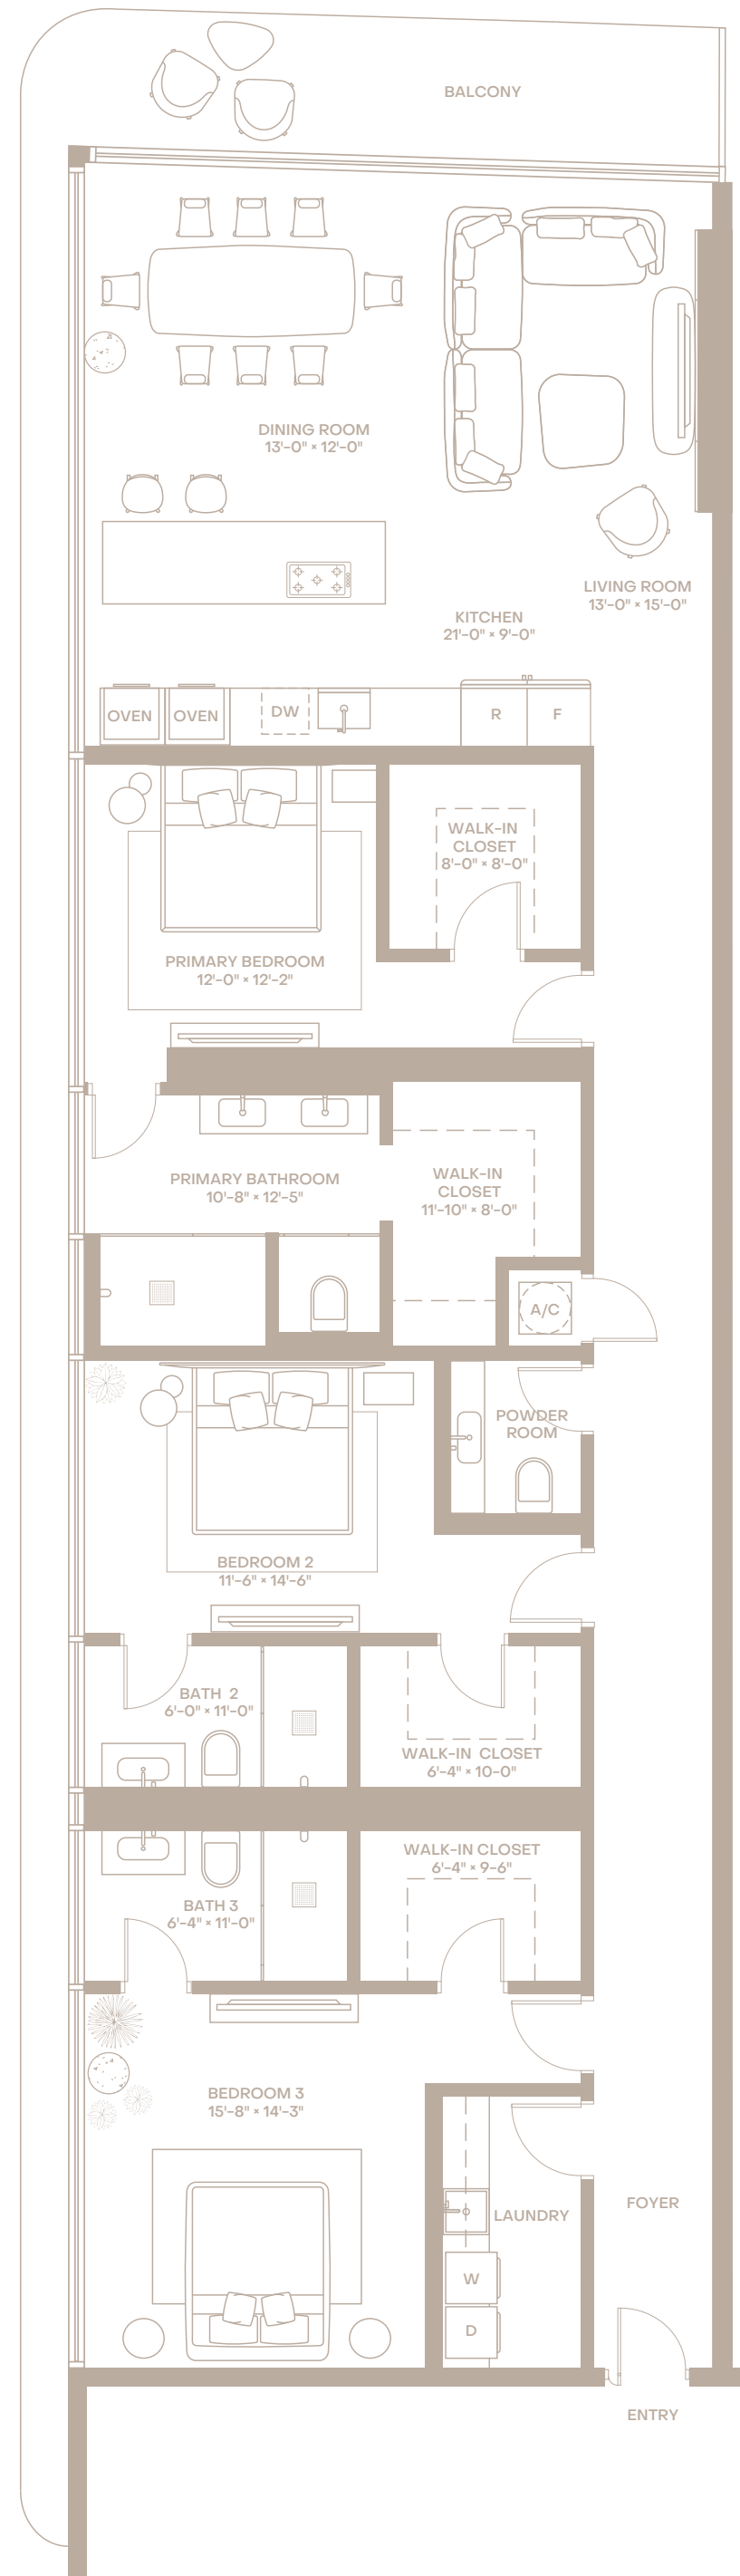 BALCONY
DINING ROOM
13'-0" × 12'-0"
LIVING ROOM
13'-0" × 15'-0"
KITCHEN
21'-0" × 9'-0"
OVEN
OVEN
DW
R
F
WALK-IN
CLOSET
8'-0" × 8'-0"
PRIMARY BEDROOM
12'-0" × 12'-2"
PRIMARY BATHROOM
10'-8" × 12'-5"
WALK-IN
CLOSET
11'-10" × 8'-0"
A/C
POWDER
ROOM
BEDROOM 2
11'-6" × 14'-6"
BATH 2
6'-0" × 11'-0"
WALK-IN CLOSET
6'-4" × 10-0"
WALK-IN CLOSET
6'-4" × 9-6"
BATH 3
6'-4" × 11'-0"
BEDROOM 3
15'-8" × 14'-3"
FOYER
LAUNDRY
W
D
ENTRY